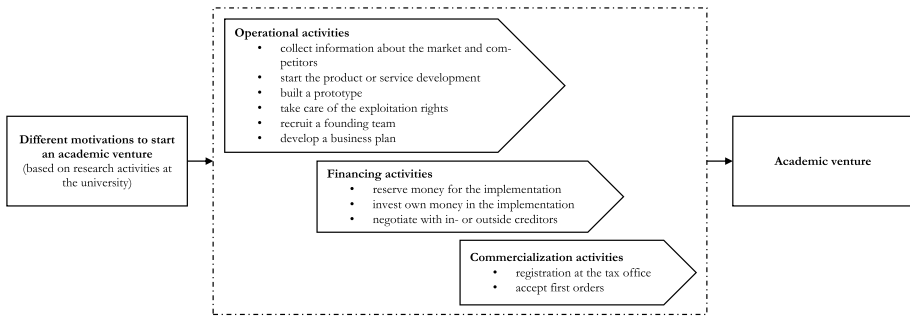 Different motivations to start
an academic venture
(based on research activities at
the university)
Operational activities
• collect information about the market and com-
petitors
• start the product or service development
• built a prototype
• take care of the exploitation rights
• recruit a founding team
• develop a business plan
Financing activities
• reserve money for the implementation
• invest own money in the implementation
• negotiate with in- or outside creditors
Commercialization activities
• registration at the tax office
• accept first orders
Academic venture